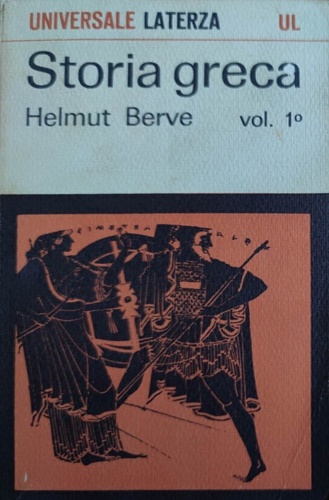 UNIVERSALE LATERZA UL
Storia greca
Helmut Berve vol. 1º